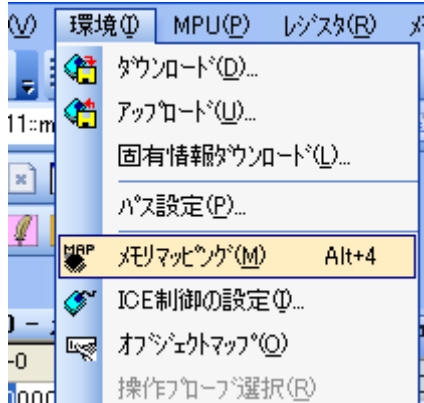 (V) 環境(I) MPU(P) ﾚｼﾞｽﾀ(R)
ﾀﾞｳﾝﾛｰﾄﾞ(D)...
11::m ｱｯﾌﾟﾛｰﾄﾞ(U)...
固有情報ﾀﾞｳﾝﾛｰﾄﾞ(L)...
ﾊﾟｽ設定(P)...
MAP ﾒﾓﾘﾏｯﾋﾟﾝｸﾞ(M) Alt+4
ICE制御の設定(I)...
ｵﾌﾞｼﾞｪｸﾄﾏｯﾌﾟ(O)
-0
操作ﾌﾟﾛｰﾌﾞ選択(R)